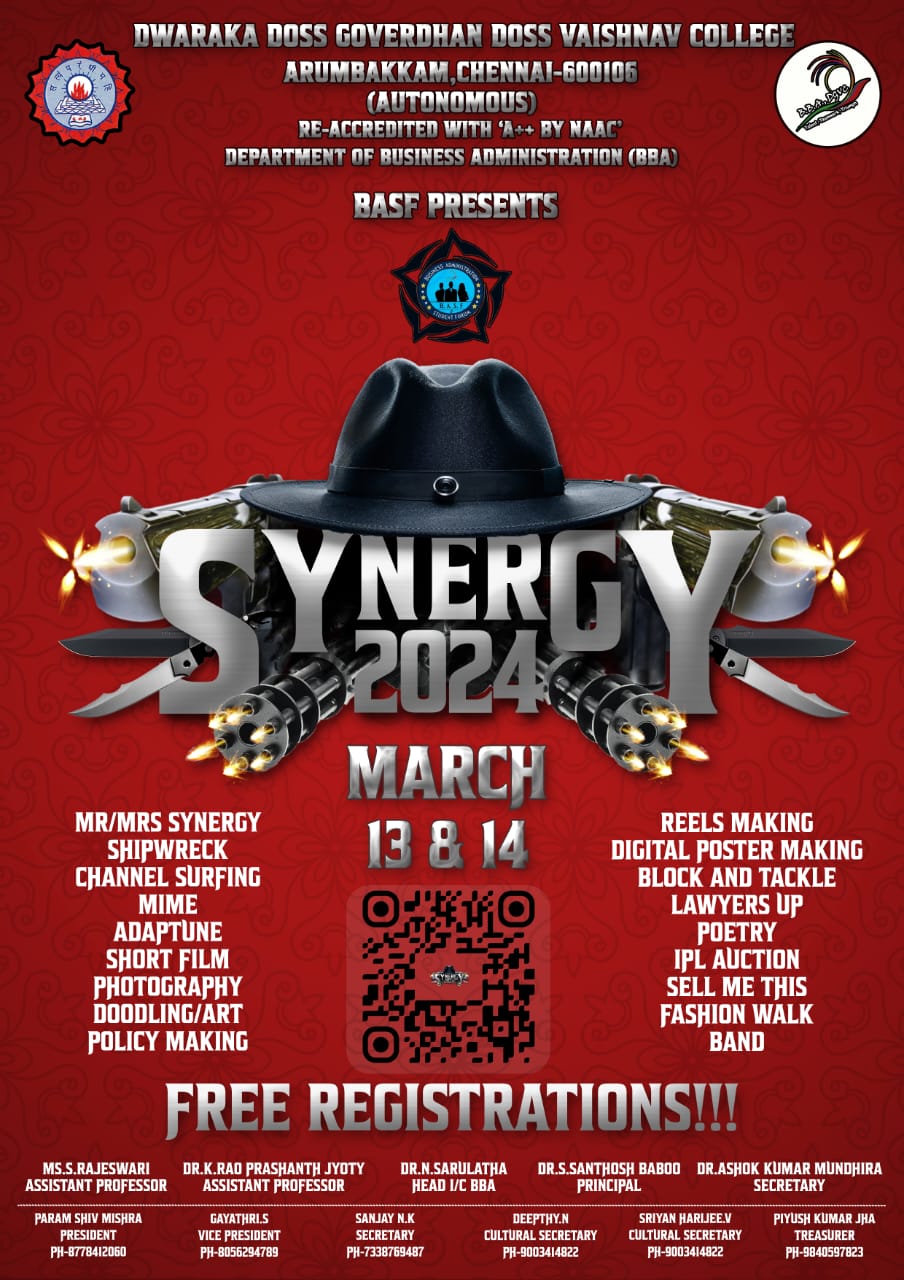 DWARAKA DOSS GOVERDHAN DOSS VAISHNAV COLLEGE
ARUMBAKKAM,CHENNAI-600106
(AUTONOMOUS)
RE-ACCREDITED WITH 'A++ BY NAAC'
DEPARTMENT OF BUSINESS ADMINISTRATION (BBA)
BASF PRESENTS
BUSINESS ADMINISTRATION
B.A.S.F
STUDENT FORUM
SYNERGY
2024
MARCH
13 & 14
MR/MRS SYNERGY
SHIPWRECK
CHANNEL SURFING
MIME
ADAPTUNE
SHORT FILM
PHOTOGRAPHY
DOODLING/ART
POLICY MAKING
SYNERGY
REELS MAKING
DIGITAL POSTER MAKING
BLOCK AND TACKLE
LAWYERS UP
POETRY
IPL AUCTION
SELL ME THIS
FASHION WALK
BAND
FREE REGISTRATIONS!!!
MS.S.RAJESWARI
ASSISTANT PROFESSOR
DR.K.RAO PRASHANTH JYOTY
ASSISTANT PROFESSOR
DR.N.SARULATHA
HEAD I/C BBA
DR.S.SANTHOSH BABOO
PRINCIPAL
DR.ASHOK KUMAR MUNDHIRA
SECRETARY
PARAM SHIV MISHRA
PRESIDENT
PH-8778412060
GAYATHRI.S
VICE PRESIDENT
PH-8056294789
SANJAY N.K
SECRETARY
PH-7338769487
DEEPTHY.N
CULTURAL SECRETARY
PH-9003414822
SRIYAN HARIJEE.V
CULTURAL SECRETARY
PH-9003414822
PIYUSH KUMAR JHA
TREASURER
PH-9840597823